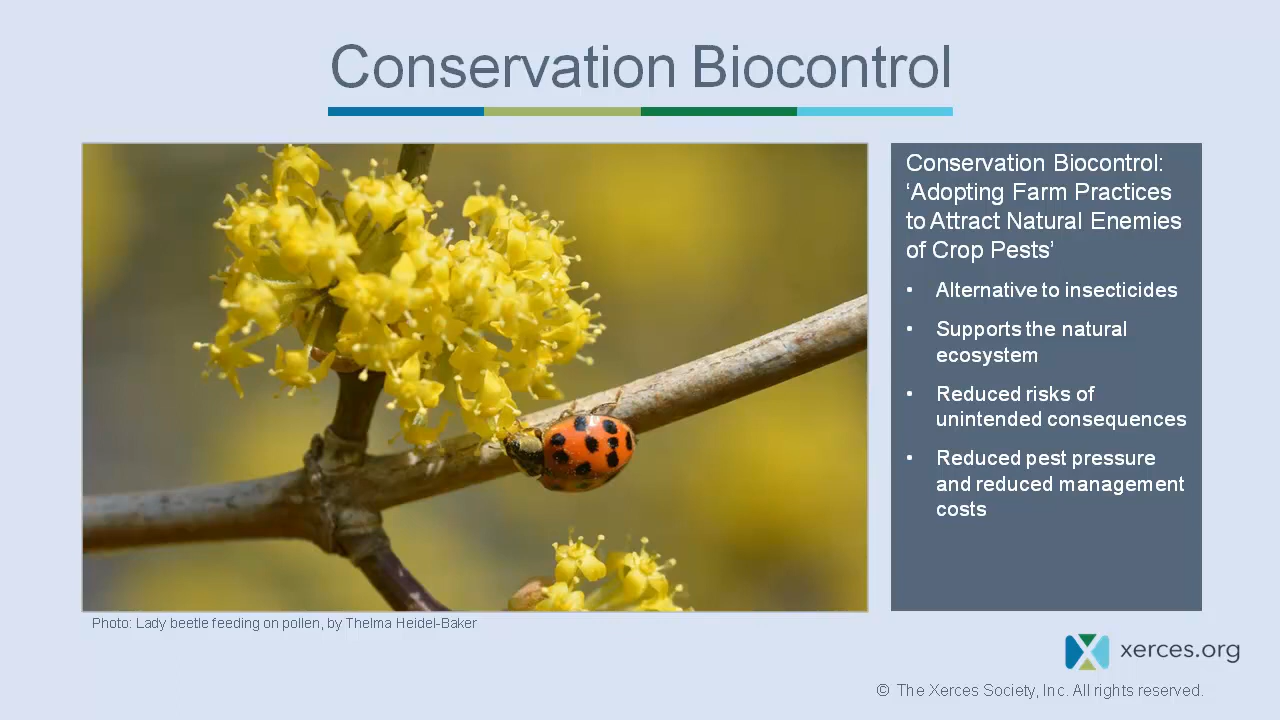 Conservation Biocontrol
Conservation Biocontrol:
‘Adopting Farm Practices
to Attract Natural Enemies
of Crop Pests’
• Alternative to insecticides
• Supports the natural
ecosystem
• Reduced risks of
unintended consequences
• Reduced pest pressure
and reduced management
costs
Photo: Lady beetle feeding on pollen, by Thelma Heidel-Baker
xerces.org
© The Xerces Society, Inc. All rights reserved.